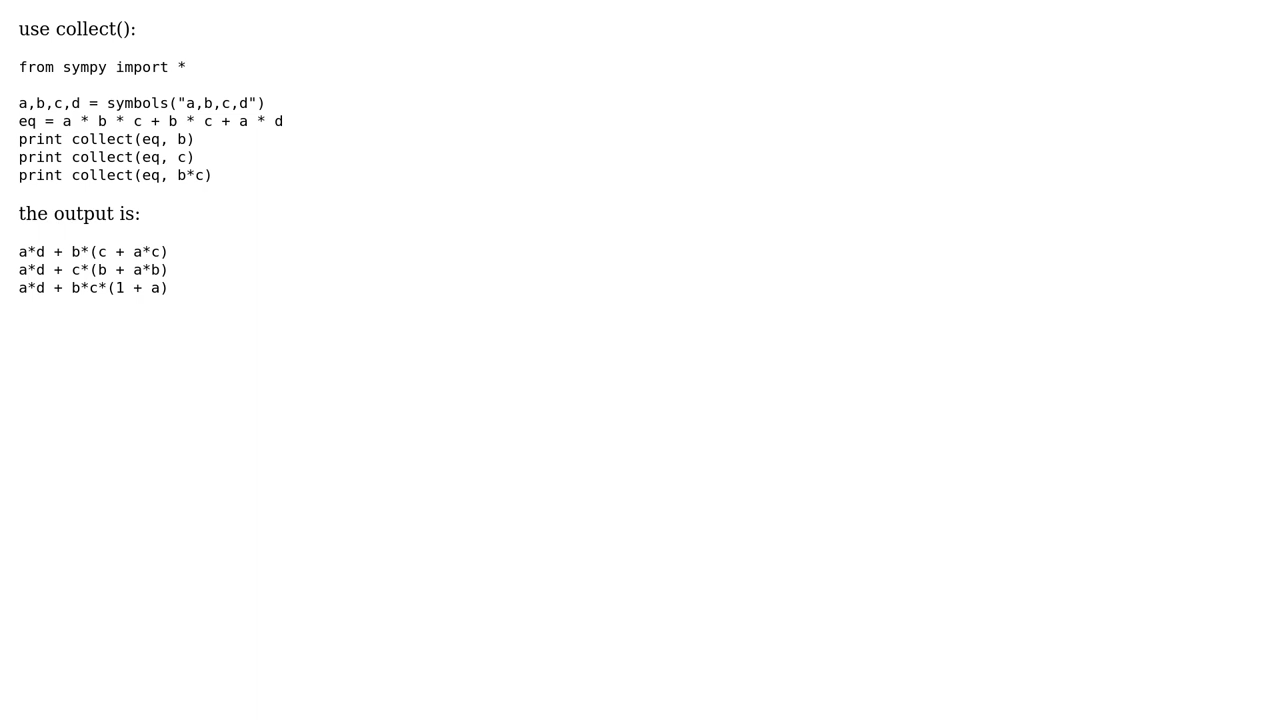 use collect():
from sympy import *
a,b,c,d = symbols("a,b,c,d")
eq = a * b * c + b * c + a * d
print collect(eq, b)
print collect(eq, c)
print collect(eq, b*c)
the output is:
a*d + b*(c + a*c)
a*d + c*(b + a*b)
a*d + b*c*(1 + a)